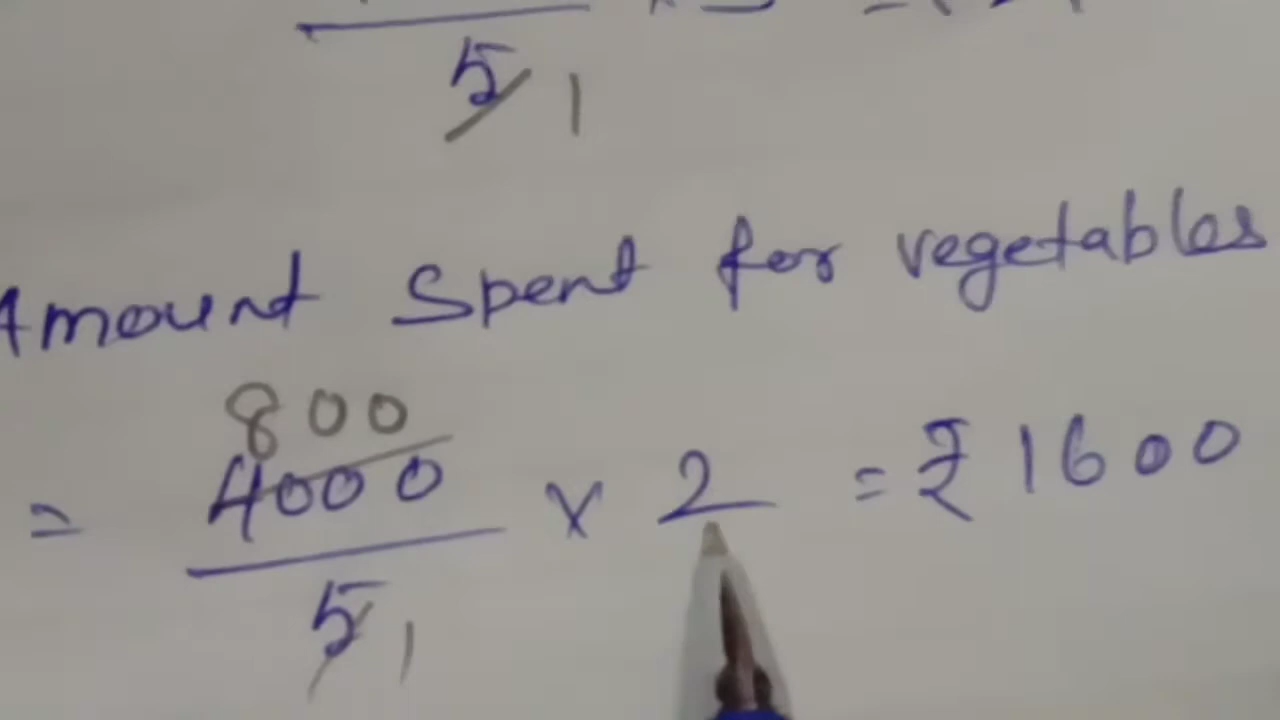 5 1
Amount Spent for vegetables
800
= 4000 × 2 = ₹ 1600
5 1